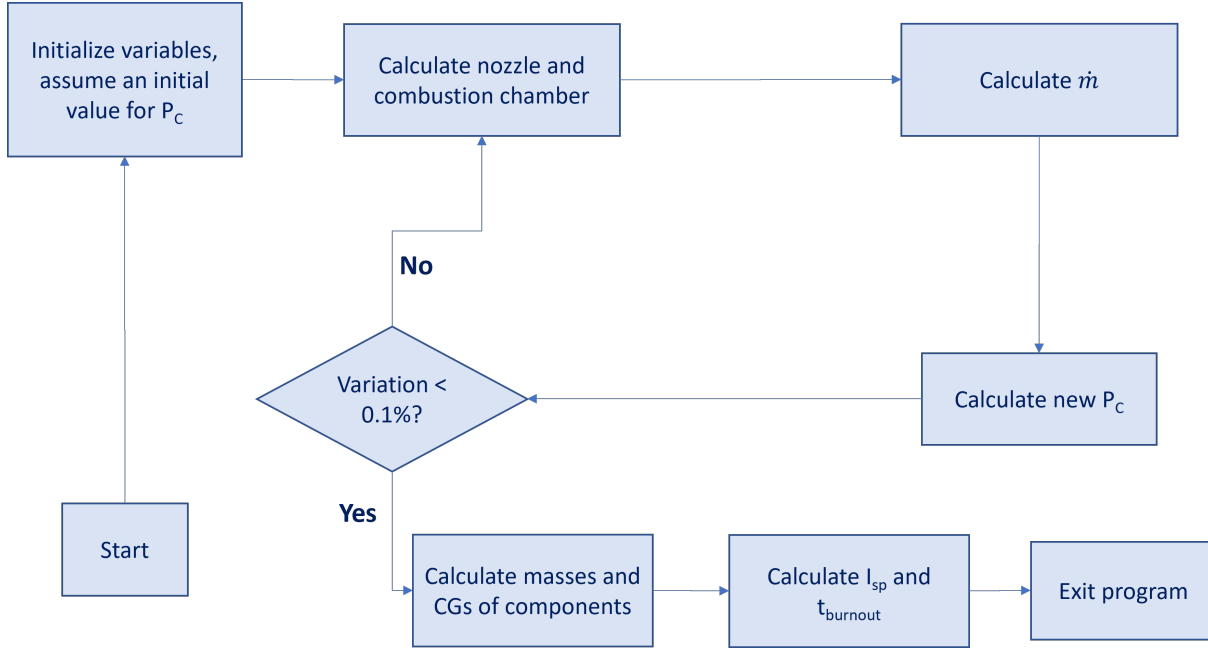 Initialize variables,
assume an initial
value for P_C
Calculate nozzle and
combustion chamber
Calculate ṁ
No
Variation <
0.1%?
Calculate new P_C
Yes
Start
Calculate masses and
CGs of components
Calculate I_sp and
t_burnout
Exit program